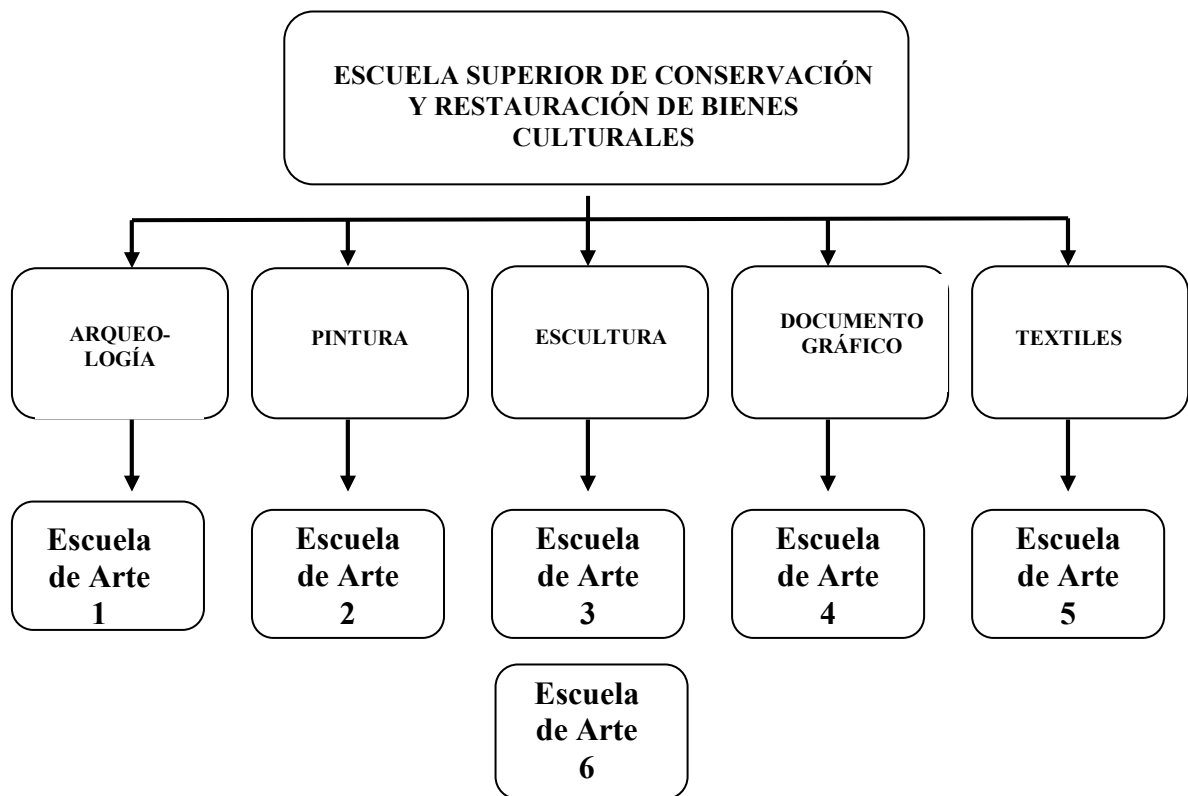 ESCUELA SUPERIOR DE CONSERVACIÓN
Y RESTAURACIÓN DE BIENES
CULTURALES
ARQUEO-
LOGÍA
PINTURA
ESCULTURA
DOCUMENTO
GRÁFICO
TEXTILES
Escuela
de Arte
1
Escuela
de Arte
2
Escuela
de Arte
3
Escuela
de Arte
4
Escuela
de Arte
5
Escuela
de Arte
6